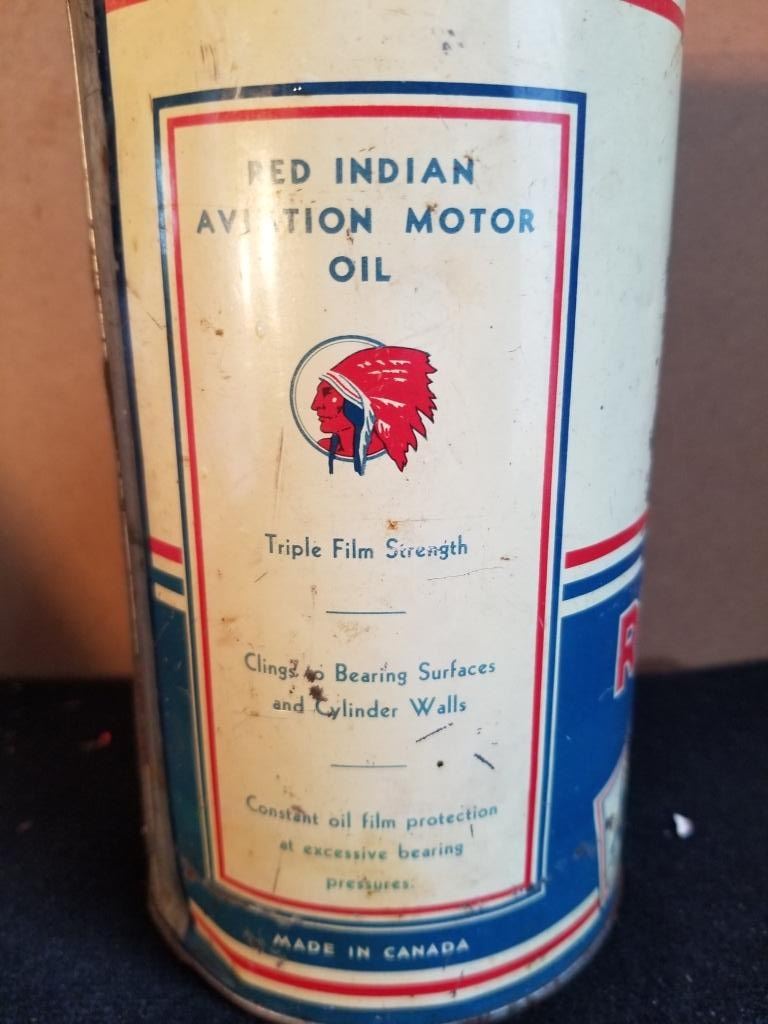 RED INDIAN
AVIATION MOTOR
OIL
Triple Film Strength
Clings to Bearing Surfaces
and Cylinder Walls
Constant oil film protection
at excessive bearing
pressures.
MADE IN CANADA
R